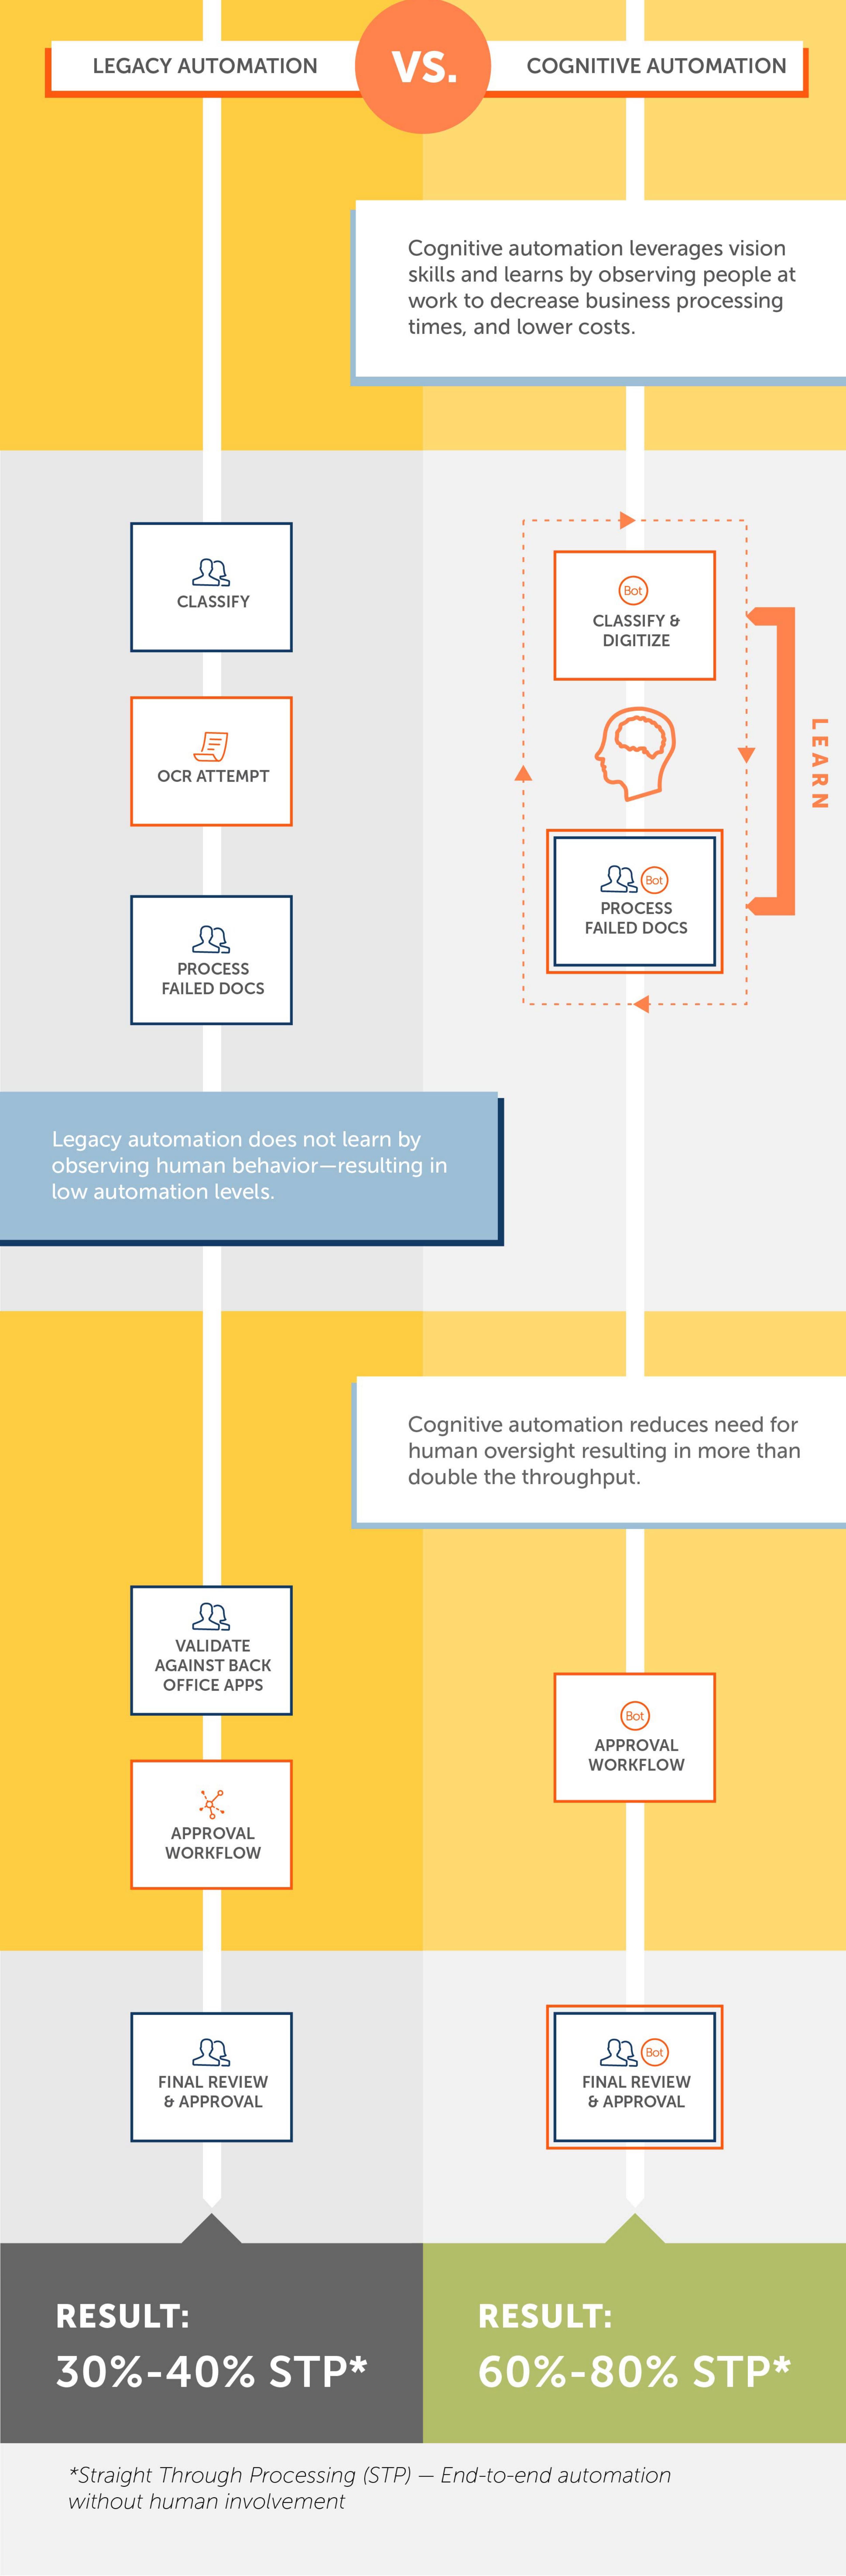 LEGACY AUTOMATION
VS.
COGNITIVE AUTOMATION
Cognitive automation leverages vision
skills and learns by observing people at
work to decrease business processing
times, and lower costs.
CLASSIFY
OCR ATTEMPT
PROCESS
FAILED DOCS
Bot
CLASSIFY &
DIGITIZE
Bot
PROCESS
FAILED DOCS
LEARN
Legacy automation does not learn by
observing human behavior—resulting in
low automation levels.
Cognitive automation reduces need for
human oversight resulting in more than
double the throughput.
VALIDATE
AGAINST BACK
OFFICE APPS
APPROVAL
WORKFLOW
Bot
APPROVAL
WORKFLOW
FINAL REVIEW
& APPROVAL
Bot
FINAL REVIEW
& APPROVAL
RESULT:
30%-40% STP*
RESULT:
60%-80% STP*
*Straight Through Processing (STP) — End-to-end automation
without human involvement